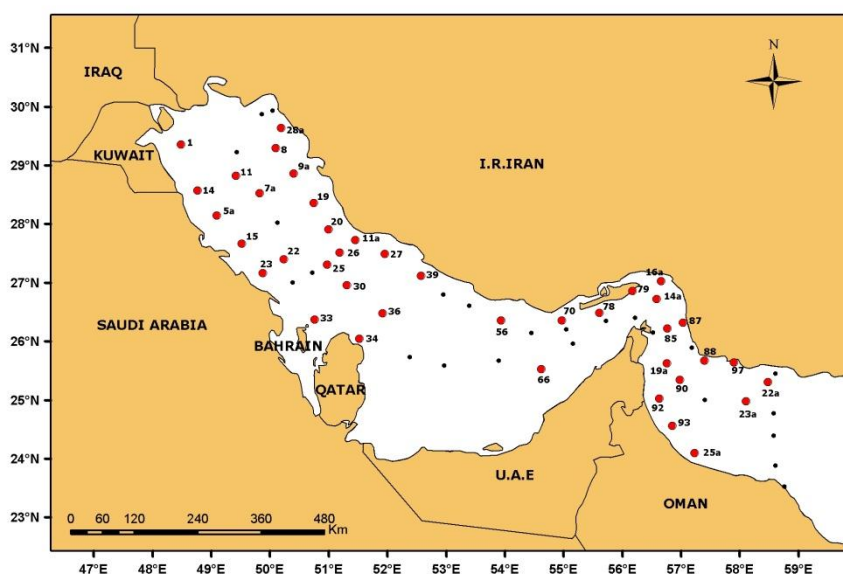 31°N
N
IRAQ
30°N
28a
1
8
KUWAIT
I.R.IRAN
29°N
9a
11
14
7a
19
5a
28°N
20
15
11a
22
26
27
23
25
16a
27°N
39
30
79
14a
SAUDI ARABIA
33
36
56
70
78
87
26°N
BAHRAIN
34
85
88
19a
97
QATAR
66
90
22a
25°N
92
23a
93
24°N
25a
U.A.E
OMAN
23°N
0 60 120 240 360 480
Km
47°E 48°E 49°E 50°E 51°E 52°E 53°E 54°E 55°E 56°E 57°E 58°E 59°E